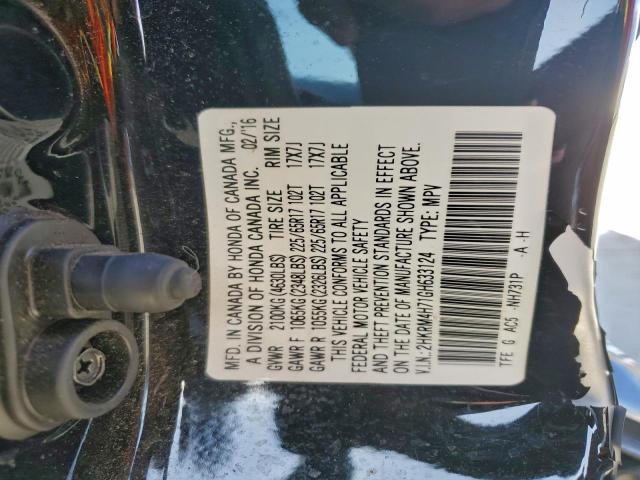 MFD. IN CANADA BY HONDA OF CANADA MFG.,
A DIVISION OF HONDA CANADA INC. 02/16
GVWR 2100KG (4630LBS) TIRE SIZE RIM SIZE
GAWR F 1065KG (2348LBS) 225/65R17 102T 17X7J
GAWR R 1055KG (2326LBS) 225/65R17 102T 17X7J
THIS VEHICLE CONFORMS TO ALL APPLICABLE
FEDERAL MOTOR VEHICLE SAFETY
AND THEFT PREVENTION STANDARDS IN EFFECT
ON THE DATE OF MANUFACTURE SHOWN ABOVE.
V.I.N.: 2HKRM4H77GH633124 TYPE: MPV
TFE G AC5 -NH731P -A -H